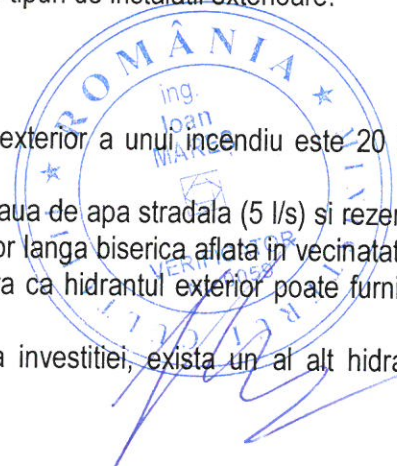 tipuri de instalatii exterioare.
exterior a unui incendiu este 20
aua de apa stradala (5 l/s) si rezer
or langa biserica aflata in vecinatat
a ca hidrantul exterior poate furni
a investitiei, exista un al alt hidra
ROMÂNIA
ing.
Ioan
MAREȘ
VERIFICATOR